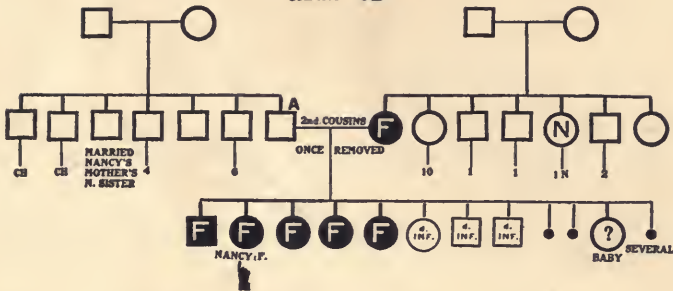 A
2nd. COUSINS
F
N
CH
CH
MARRIED
NANCY'S
MOTHER'S
N. SISTER
4
6
ONCE REMOVED
10
1
1
1 N
2
F
F
F
F
F
d. INF.
d. INF.
d. INF.
?
NANCY: F.
BABY
SEVERAL